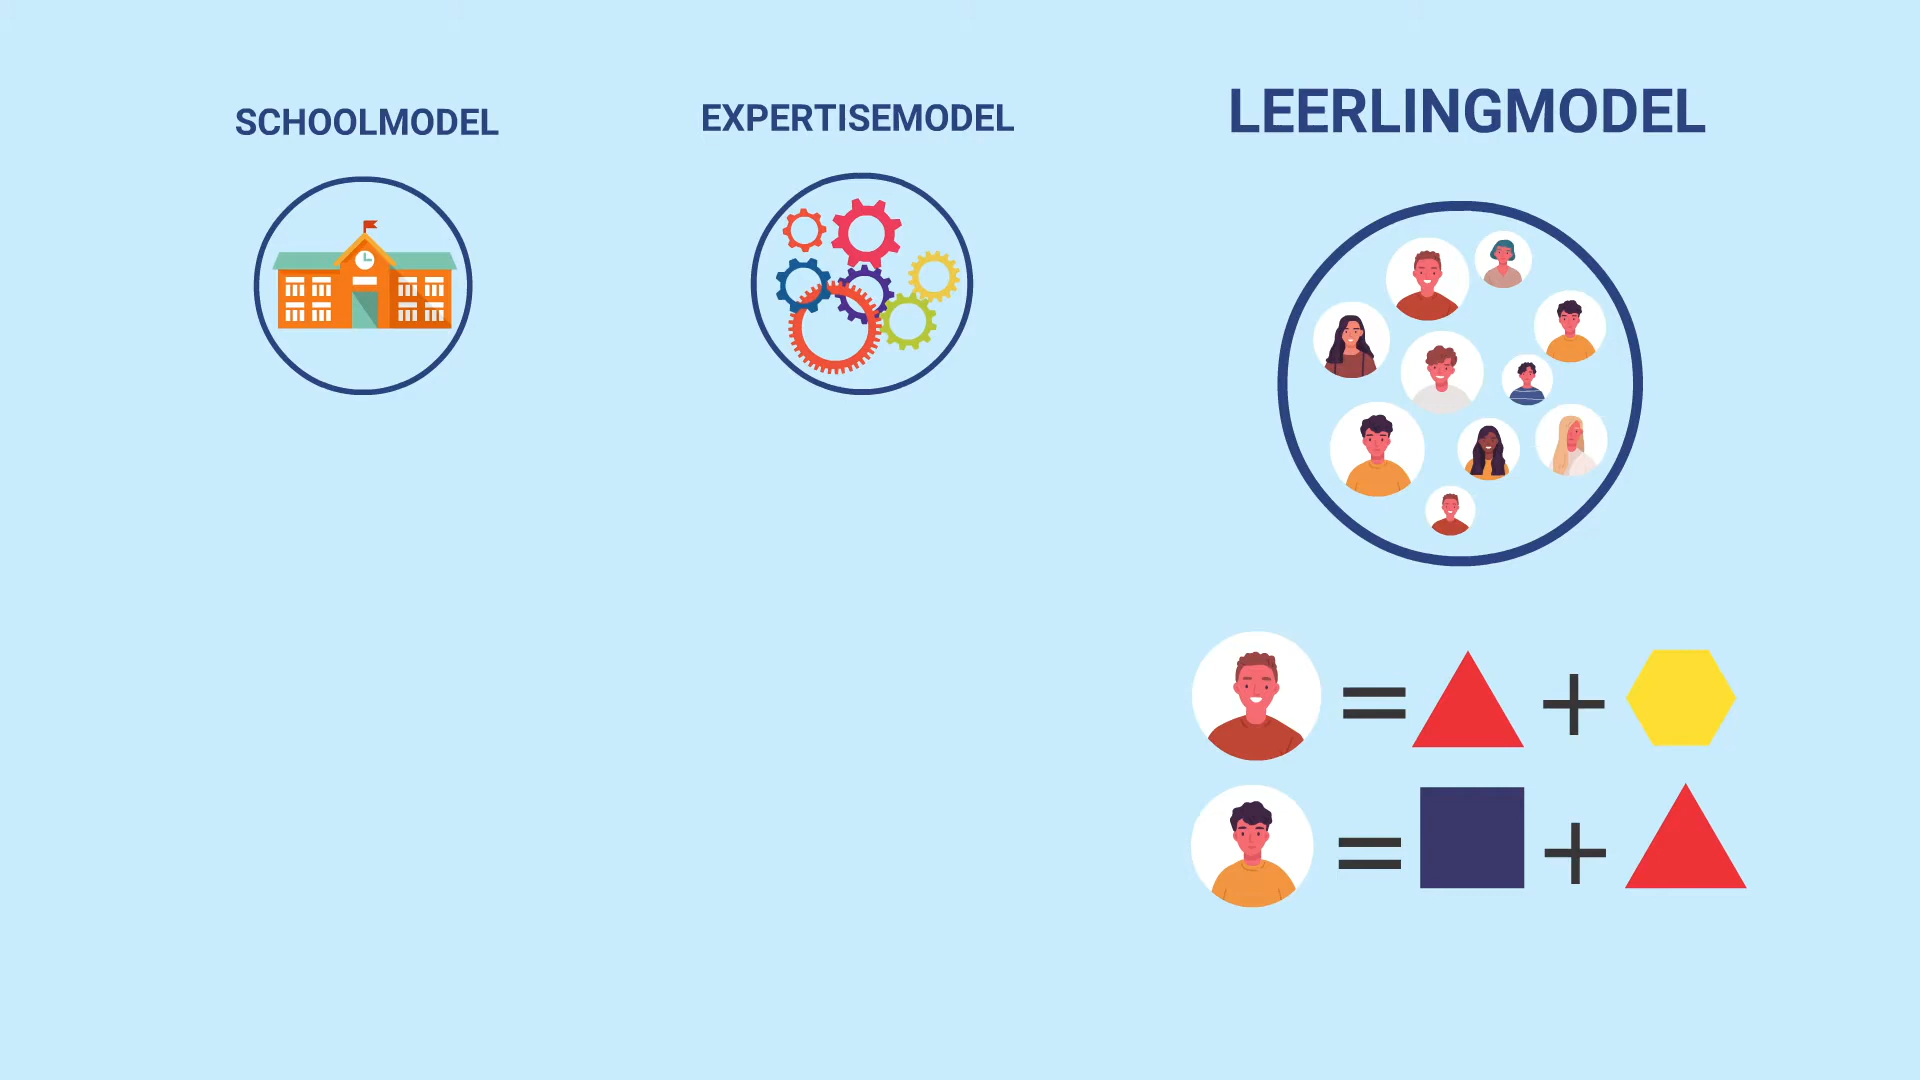 SCHOOLMODEL
EXPERTISEMODEL
LEERLINGMODEL
= +
= +